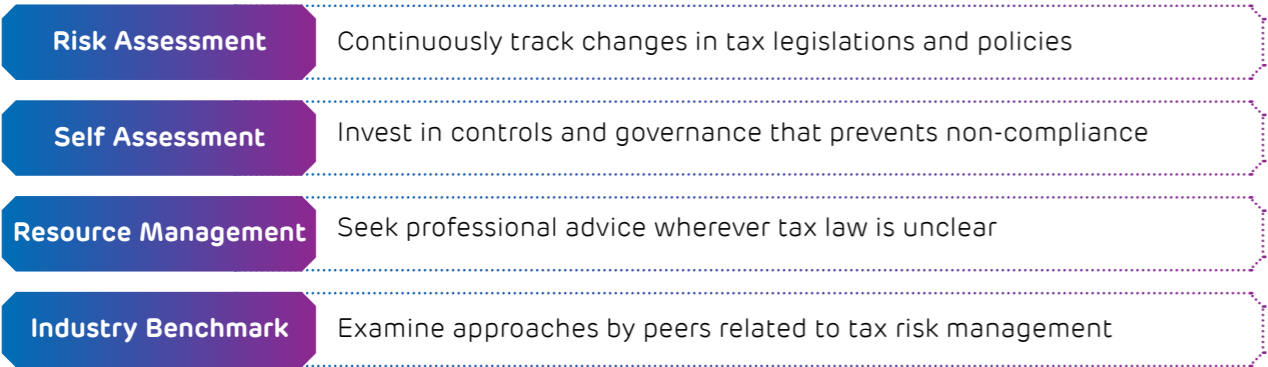 Risk Assessment
Continuously track changes in tax legislations and policies
Self Assessment
Invest in controls and governance that prevents non-compliance
Resource Management
Seek professional advice wherever tax law is unclear
Industry Benchmark
Examine approaches by peers related to tax risk management